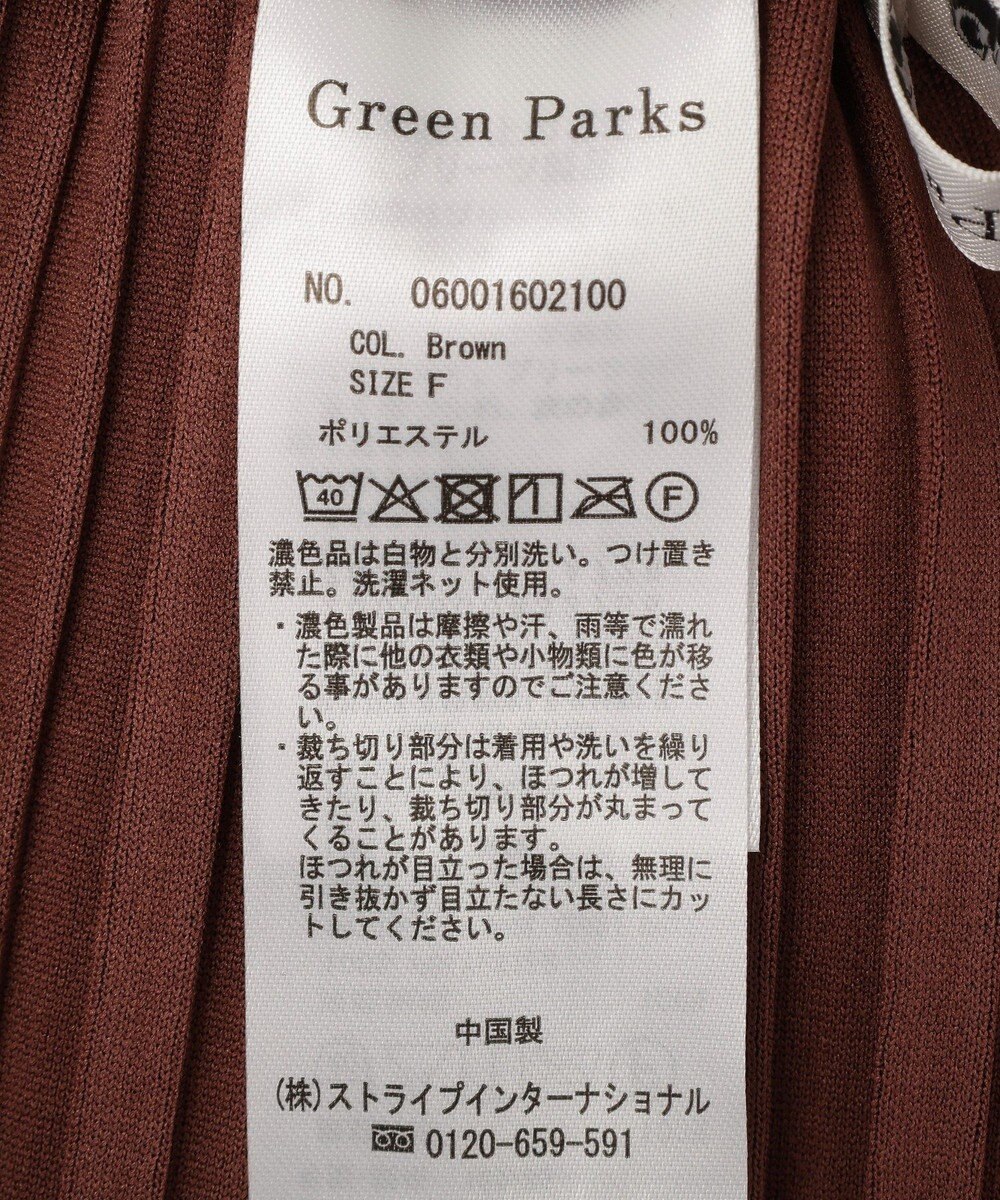 Green Parks
NO. 06001602100
COL. Brown
SIZE F
ポリエステル 100%
40 F
濃色品は白物と分別洗い。つけ置き
禁止。洗濯ネット使用。
・濃色製品は摩擦や汗、雨等で濡れ
た際に他の衣類や小物類に色が移
る事がありますのでご注意くださ
い。
・裁ち切り部分は着用や洗いを繰り
返すことにより、ほつれが増して
きたり、裁ち切り部分が丸まって
くることがあります。
ほつれが目立った場合は、無理に
引き抜かず目立たない長さにカッ
トしてください。
中国製
(株)ストライプインターナショナル
0120-659-591